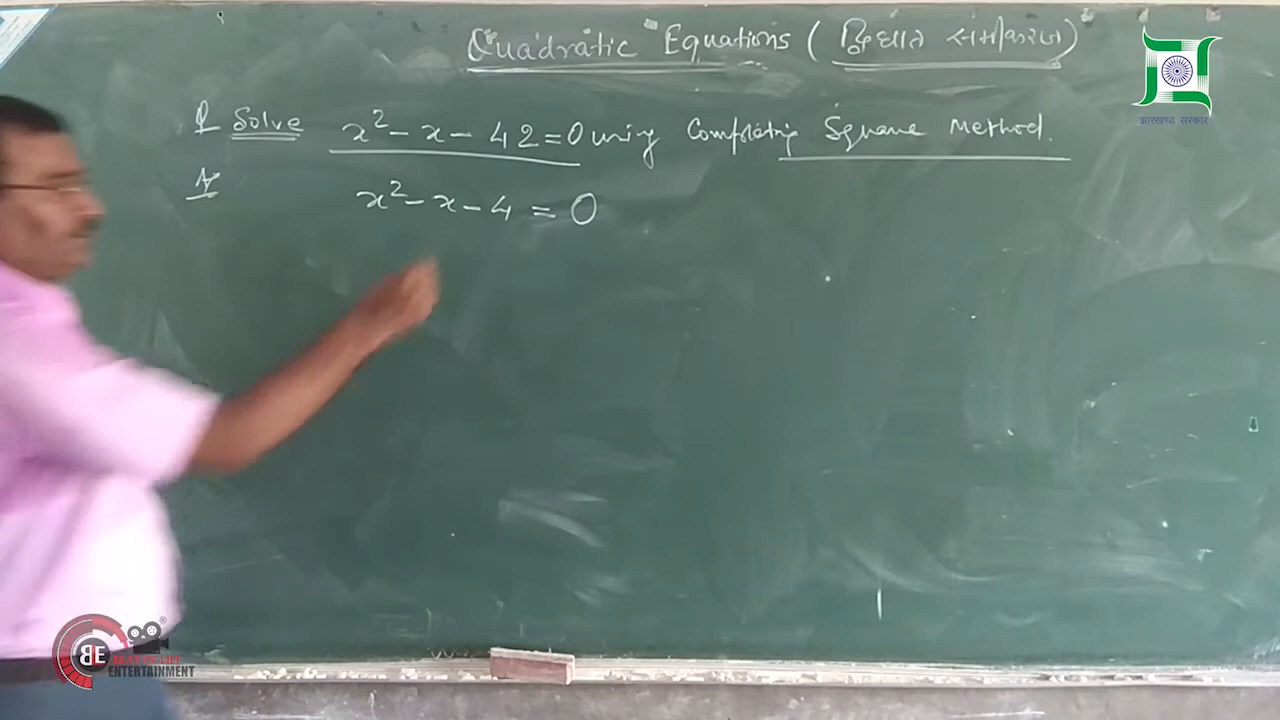 Quadratic Equations (द्विघात समीकरण)
झारखण्ड सरकार
Q Solve x² - x - 42 = 0 using Completing Square Method.
A
x² - x - 4 = 0
BE
ENTERTAINMENT